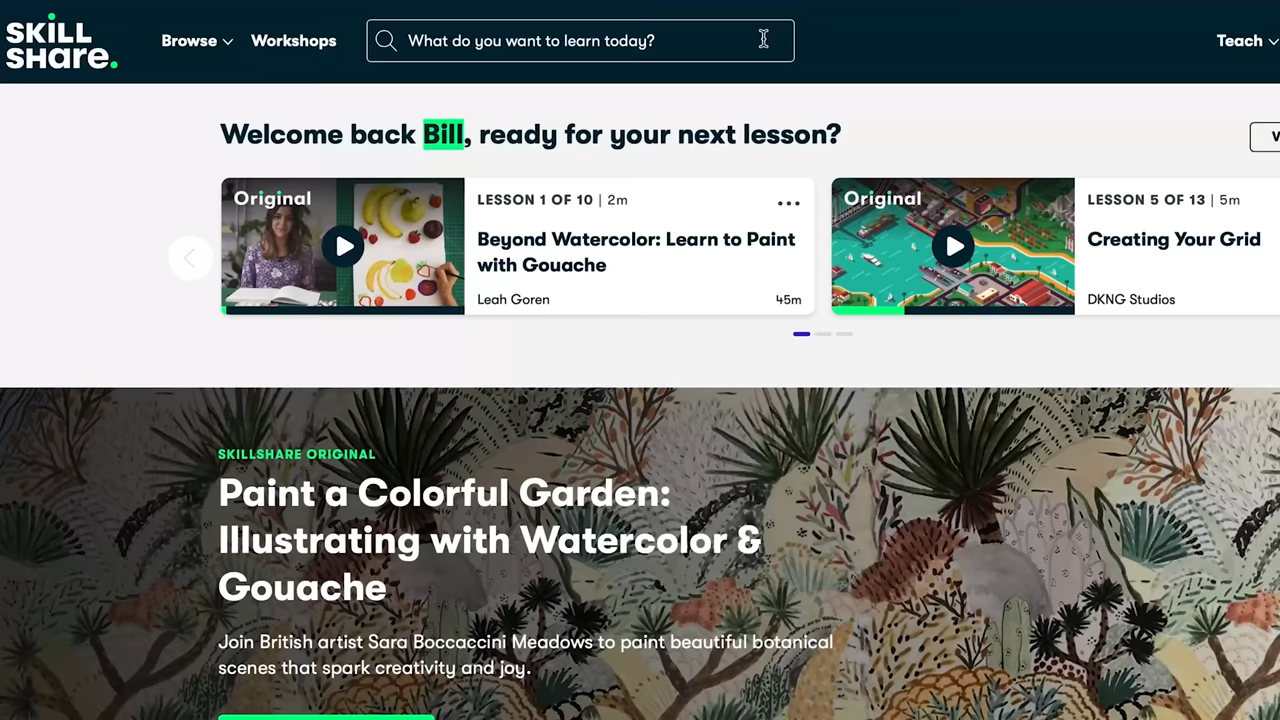 SKILL
SHare.
Browse
Workshops
What do you want to learn today?
Teach
Welcome back Bill, ready for your next lesson?
Original
LESSON 1 OF 10 | 2m
Beyond Watercolor: Learn to Paint
with Gouache
Leah Goren
45m
Original
LESSON 5 OF 13 | 5m
Creating Your Grid
DKNG Studios
SKILLSHARE ORIGINAL
Paint a Colorful Garden:
Illustrating with Watercolor &
Gouache
Join British artist Sara Boccaccini Meadows to paint beautiful botanical
scenes that spark creativity and joy.